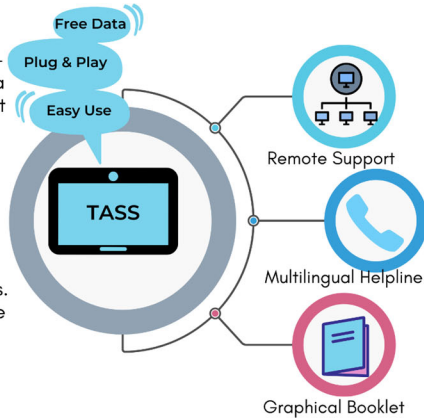 Free Data
Plug & Play
a
t
Easy Use
TASS
Remote Support
Multilingual Helpline
s.
e
Graphical Booklet